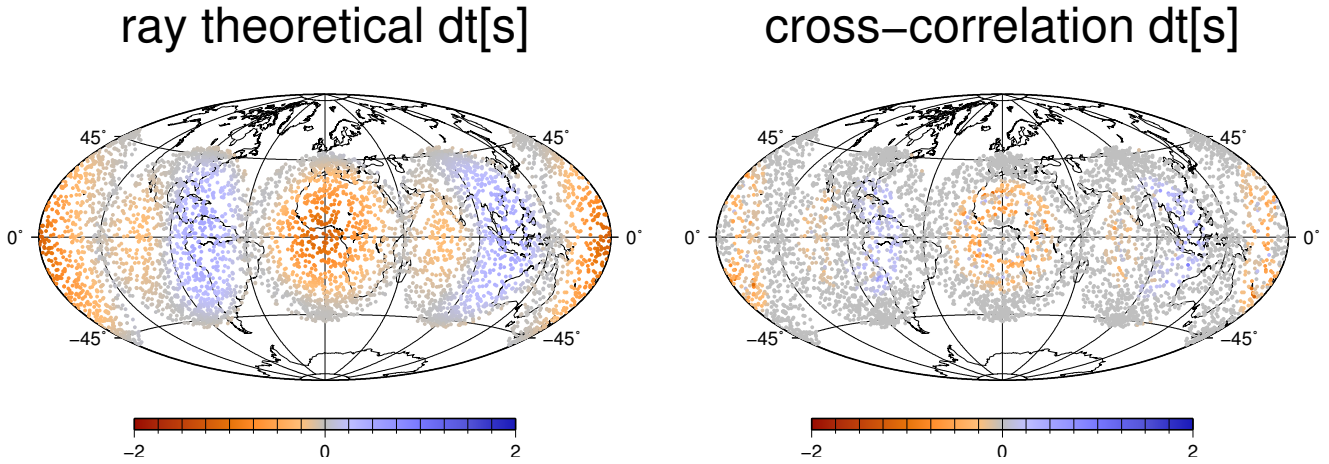 ray theoretical dt[s]
cross−correlation dt[s]
45˚ 45˚ 45˚ 45˚
0˚ 0˚ 0˚ 0˚
−45˚ −45˚ −45˚ −45˚
−2 0 2 −2 0 2